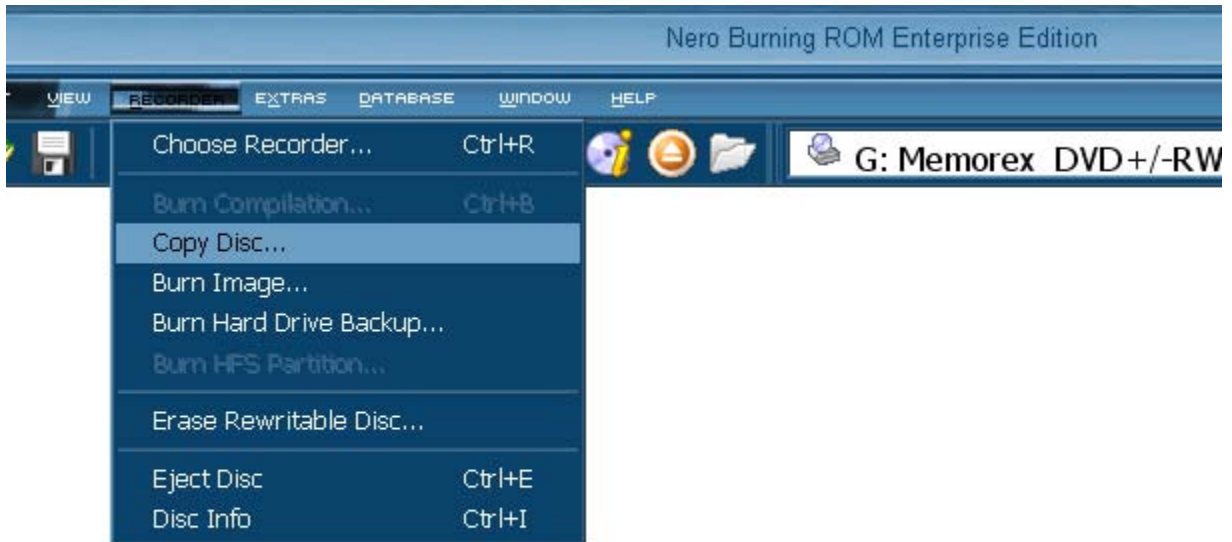 Nero Burning ROM Enterprise Edition
VIEW RECORDER EXTRAS DATABASE WINDOW HELP
G: Memorex DVD+/-RW
Choose Recorder... Ctrl+R
Burn Compilation... Ctrl+B
Copy Disc...
Burn Image...
Burn Hard Drive Backup...
Burn HFS Partition...
Erase Rewritable Disc...
Eject Disc Ctrl+E
Disc Info Ctrl+I